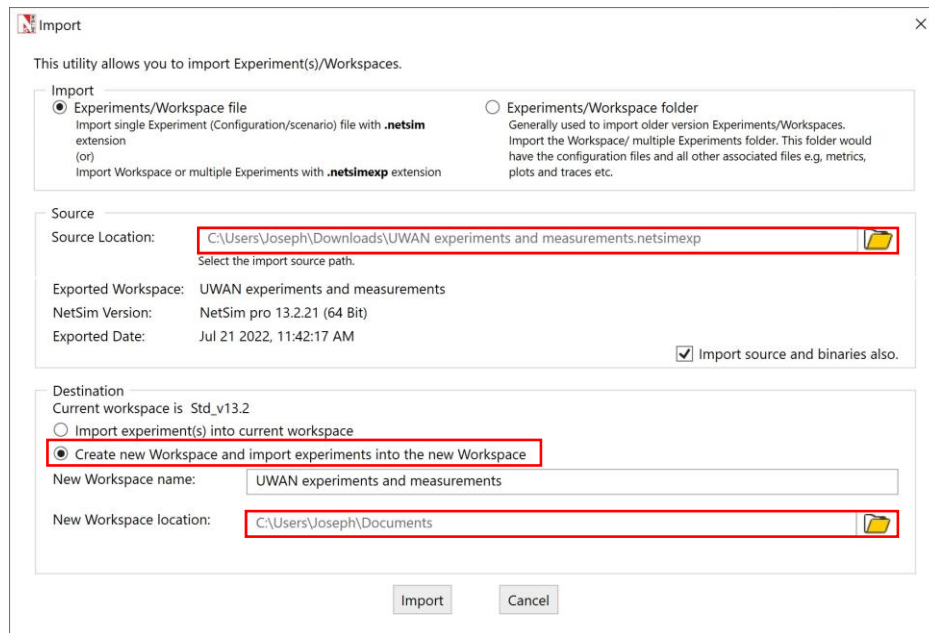 Import
This utility allows you to import Experiment(s)/Workspaces.
Import
Experiments/Workspace file
Import single Experiment (Configuration/scenario) file with .netsim
extension
(or)
Import Workspace or multiple Experiments with .netsimexp extension
Experiments/Workspace folder
Generally used to import older version Experiments/Workspaces.
Import the Workspace/ multiple Experiments folder. This folder would
have the configuration files and all other associated files e.g, metrics,
plots and traces etc.
Source
Source Location: C:\Users\Joseph\Downloads\UWAN experiments and measurements.netsimexp
Select the import source path.
Exported Workspace: UWAN experiments and measurements
NetSim Version: NetSim pro 13.2.21 (64 Bit)
Exported Date: Jul 21 2022, 11:42:17 AM
Import source and binaries also.
Destination
Current workspace is Std_v13.2
Import experiment(s) into current workspace
Create new Workspace and import experiments into the new Workspace
New Workspace name: UWAN experiments and measurements
New Workspace location: C:\Users\Joseph\Documents
Import Cancel